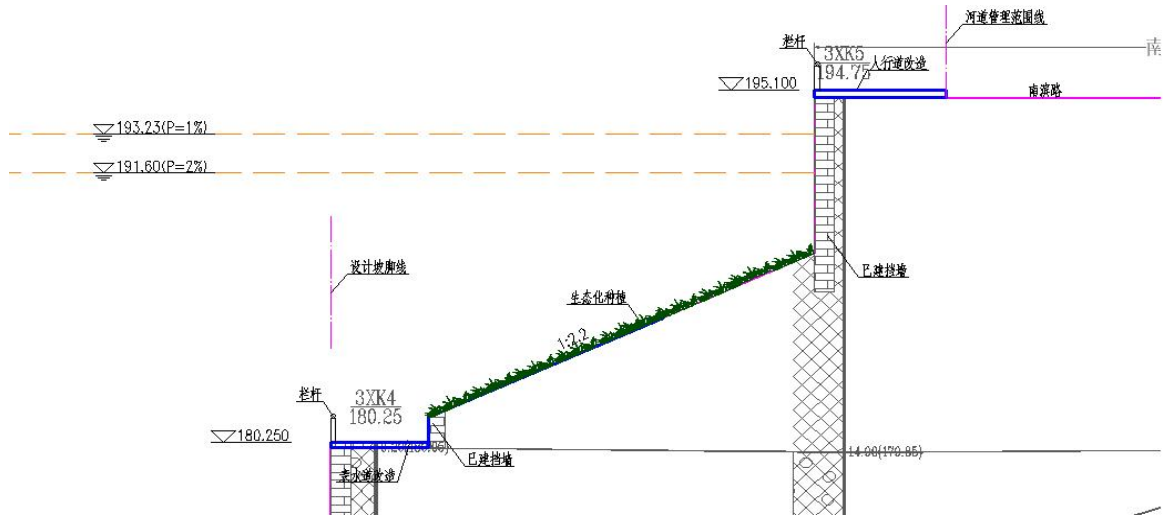 河道管理范围线
南
栏杆
3XK5
194.75
人行道改造
195.100
南滨路
193.23(P=1%)
191.60(P=2%)
设计坡脚线
已建挡墙
生态化种植
1:2.2
栏杆
3XK4
180.25
180.250
已建挡墙
14.00(170.85)
亲水道改造